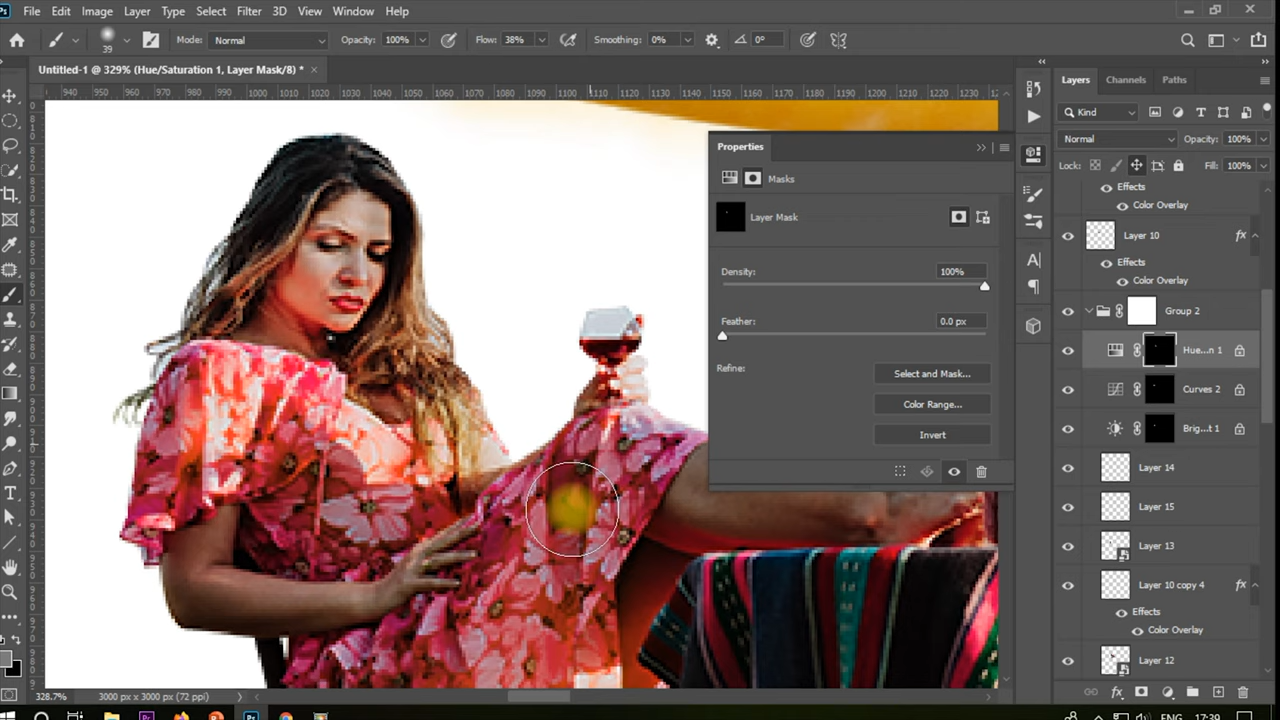 File Edit Image Layer Type Select Filter 3D View Window Help
39 Mode: Normal Opacity: 100% Flow: 38% Smoothing: 0% 0°
Untitled-1 @ 329% (Hue/Saturation 1, Layer Mask/8) * ×
940 950 960 970 980 990 1000 1010 1020 1030 1040 1050 1060 1070 1080 1090 1100 1110 1120 1130 1140 1150 1160 1170 1180 1190 1200 1210 1220 1230
Properties
Masks
Layer Mask
Density: 100%
Feather: 0.0 px
Refine: Select and Mask...
Color Range...
Invert
Layers Channels Paths
Kind
Normal Opacity: 100%
Lock: Fill: 100%
Effects
Color Overlay
Layer 10 fx
Effects
Color Overlay
Group 2
Hue...n 1
Curves 2
Brig...t 1
Layer 14
Layer 15
Layer 13
Layer 10 copy 4 fx
Effects
Color Overlay
Layer 12
328.7% 3000 px x 3000 px (72 ppi)
ENG 17:39